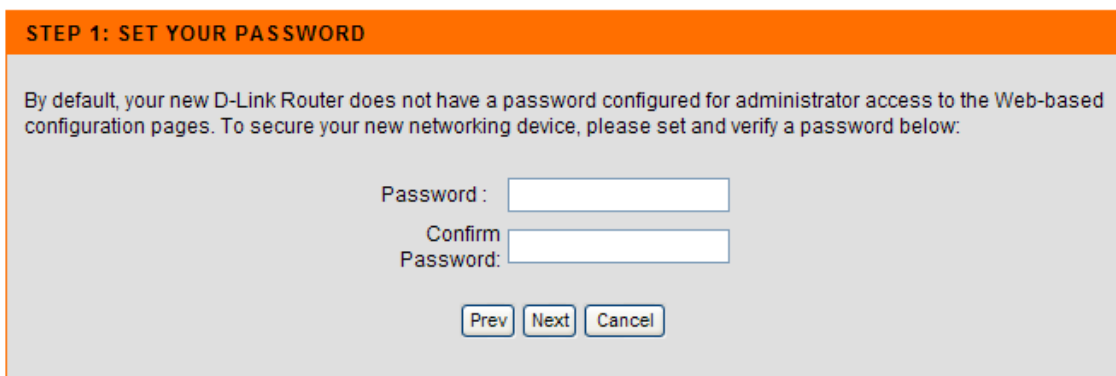 STEP 1: SET YOUR PASSWORD
By default, your new D-Link Router does not have a password configured for administrator access to the Web-based
configuration pages. To secure your new networking device, please set and verify a password below:
Password :
Confirm
Password:
Prev Next Cancel